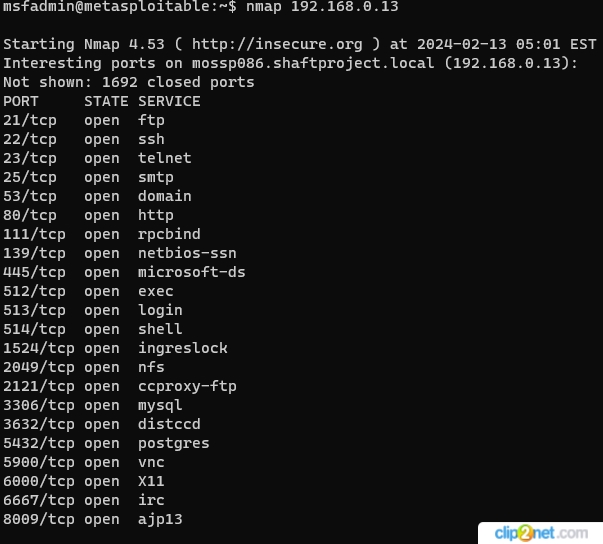 msfadmin@metasploitable:~$ nmap 192.168.0.13
Starting Nmap 4.53 ( http://insecure.org ) at 2024-02-13 05:01 EST
Interesting ports on mossp086.shaftproject.local (192.168.0.13):
Not shown: 1692 closed ports
PORT     STATE SERVICE
21/tcp   open  ftp
22/tcp   open  ssh
23/tcp   open  telnet
25/tcp   open  smtp
53/tcp   open  domain
80/tcp   open  http
111/tcp  open  rpcbind
139/tcp  open  netbios-ssn
445/tcp  open  microsoft-ds
512/tcp  open  exec
513/tcp  open  login
514/tcp  open  shell
1524/tcp open  ingreslock
2049/tcp open  nfs
2121/tcp open  ccproxy-ftp
3306/tcp open  mysql
3632/tcp open  distccd
5432/tcp open  postgres
5900/tcp open  vnc
6000/tcp open  X11
6667/tcp open  irc
8009/tcp open  ajp13
clip2net.com